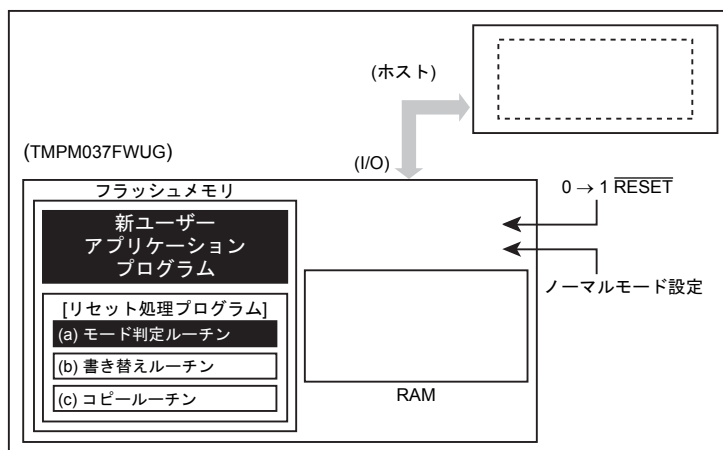 (ホスト)
(TMPM037FWUG)
(I/O)
フラッシュメモリ
0 → 1 RESET
新ユーザー
アプリケーション
プログラム
ノーマルモード設定
[リセット処理プログラム]
(a) モード判定ルーチン
(b) 書き替えルーチン
(c) コピールーチン
RAM